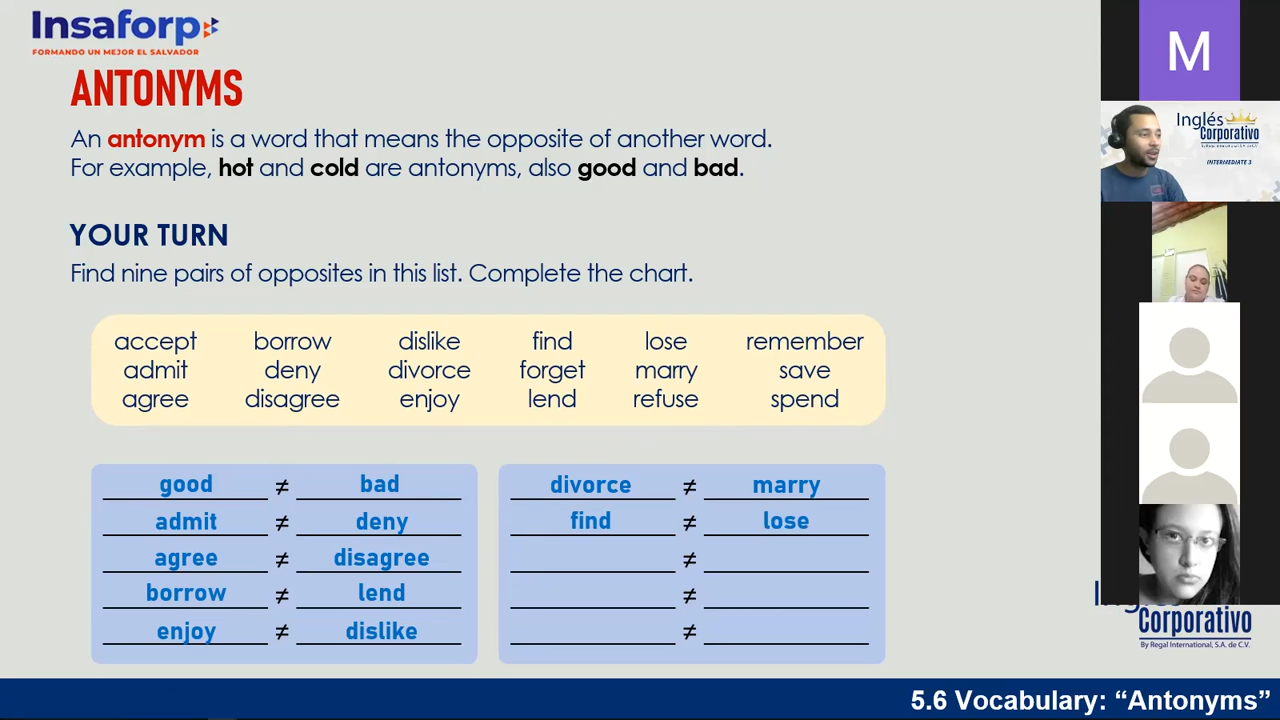 Insaforp
FORMANDO UN MEJOR EL SALVADOR
ANTONYMS
An antonym is a word that means the opposite of another word.
For example, hot and cold are antonyms, also good and bad.
YOUR TURN
Find nine pairs of opposites in this list. Complete the chart.
accept borrow dislike find lose remember
admit deny divorce forget marry save
agree disagree enjoy lend refuse spend
good ≠ bad
admit ≠ deny
agree ≠ disagree
borrow ≠ lend
enjoy ≠ dislike
divorce ≠ marry
find ≠ lose
≠
≠
≠
M
Inglés
Corporativo
INTERMEDIATE 3
Corporativo
By Regal International, S.A. de C.V.
5.6 Vocabulary: “Antonyms”